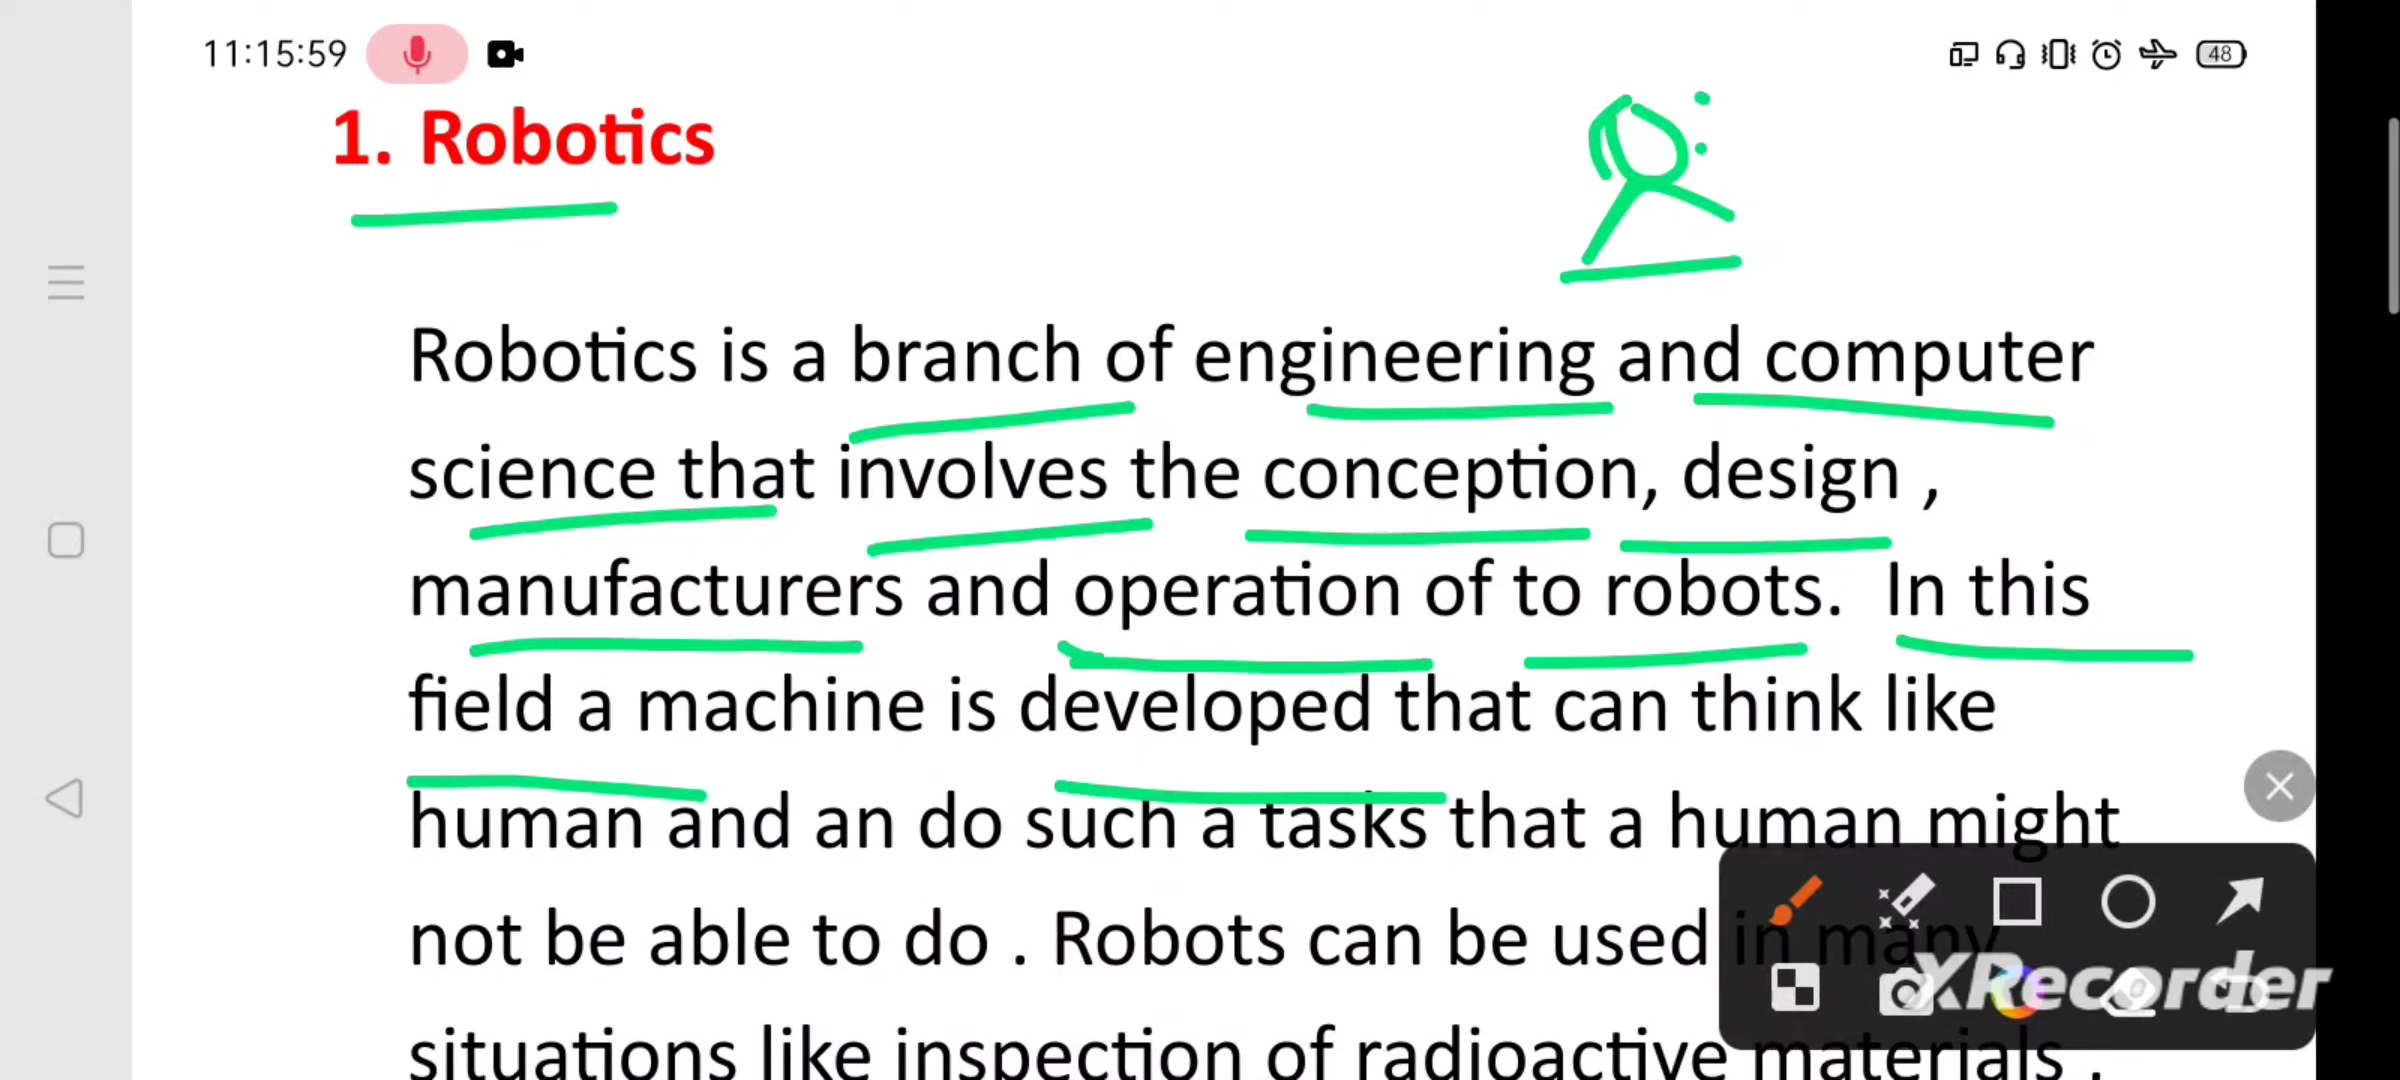 11:15:59
48
1. Robotics
Robotics is a branch of engineering and computer
science that involves the conception, design ,
manufacturers and operation of to robots. In this
field a machine is developed that can think like
human and an do such a tasks that a human might
not be able to do . Robots can be used in many
situations like inspection of radioactive materials ,
XRecorder